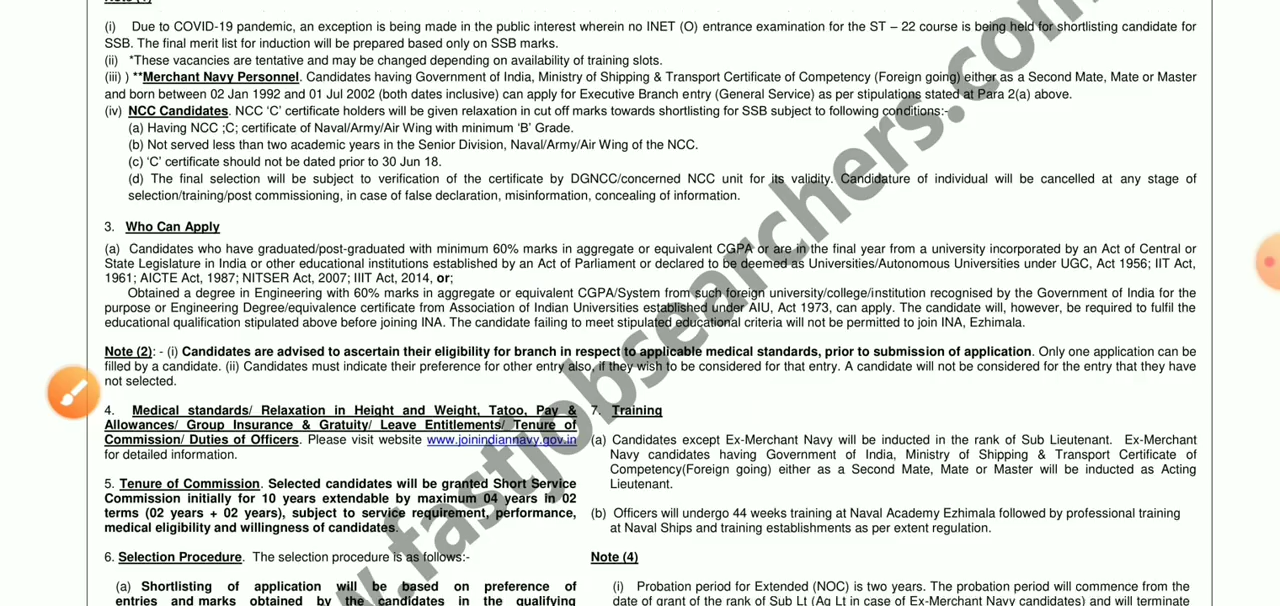 (i) Due to COVID-19 pandemic, an exception is being made in the public interest wherein no INET (O) entrance examination for the ST – 22 course is being held for shortlisting candidate for
SSB. The final merit list for induction will be prepared based only on SSB marks.
(ii) *These vacancies are tentative and may be changed depending on availability of training slots.
(iii) ) **Merchant Navy Personnel. Candidates having Government of India, Ministry of Shipping & Transport Certificate of Competency (Foreign going) either as a Second Mate, Mate or Master
and born between 02 Jan 1992 and 01 Jul 2002 (both dates inclusive) can apply for Executive Branch entry (General Service) as per stipulations stated at Para 2(a) above.
(iv) NCC Candidates. NCC 'C' certificate holders will be given relaxation in cut off marks towards shortlisting for SSB subject to following conditions:-
(a) Having NCC ;C; certificate of Naval/Army/Air Wing with minimum 'B' Grade.
(b) Not served less than two academic years in the Senior Division, Naval/Army/Air Wing of the NCC.
(c) 'C' certificate should not be dated prior to 30 Jun 18.
(d) The final selection will be subject to verification of the certificate by DGNCC/concerned NCC unit for its validity. Candidature of individual will be cancelled at any stage of
selection/training/post commissioning, in case of false declaration, misinformation, concealing of information.
3. Who Can Apply
(a) Candidates who have graduated/post-graduated with minimum 60% marks in aggregate or equivalent CGPA or are in the final year from a university incorporated by an Act of Central or
State Legislature in India or other educational institutions established by an Act of Parliament or declared to be deemed as Universities/Autonomous Universities under UGC, Act 1956; IIT Act,
1961; AICTE Act, 1987; NITSER Act, 2007; IIIT Act, 2014, or;
Obtained a degree in Engineering with 60% marks in aggregate or equivalent CGPA/System from such foreign university/college/institution recognised by the Government of India for the
purpose or Engineering Degree/equivalence certificate from Association of Indian Universities established under AIU, Act 1973, can apply. The candidate will, however, be required to fulfil the
educational qualification stipulated above before joining INA. The candidate failing to meet stipulated educational criteria will not be permitted to join INA, Ezhimala.
Note (2): - (i) Candidates are advised to ascertain their eligibility for branch in respect to applicable medical standards, prior to submission of application. Only one application can be
filled by a candidate. (ii) Candidates must indicate their preference for other entry also, if they wish to be considered for that entry. A candidate will not be considered for the entry that they have
not selected.
4. Medical standards/ Relaxation in Height and Weight, Tatoo, Pay &
Allowances/ Group Insurance & Gratuity/ Leave Entitlements/ Tenure of
Commission/ Duties of Officers. Please visit website www.joinindiannavy.gov.in
for detailed information.
5. Tenure of Commission. Selected candidates will be granted Short Service
Commission initially for 10 years extendable by maximum 04 years in 02
terms (02 years + 02 years), subject to service requirement, performance,
medical eligibility and willingness of candidates.
6. Selection Procedure. The selection procedure is as follows:-
(a) Shortlisting of application will be based on preference of
entries and marks obtained by the candidates in the qualifying
7. Training
(a) Candidates except Ex-Merchant Navy will be inducted in the rank of Sub Lieutenant. Ex-Merchant
Navy candidates having Government of India, Ministry of Shipping & Transport Certificate of
Competency(Foreign going) either as a Second Mate, Mate or Master will be inducted as Acting
Lieutenant.
(b) Officers will undergo 44 weeks training at Naval Academy Ezhimala followed by professional training
at Naval Ships and training establishments as per extent regulation.
Note (4)
(i) Probation period for Extended (NOC) is two years. The probation period will commence from the
date of grant of the rank of Sub Lt (Ag Lt in case of Ex-Merchant Navy candidates) and will terminate
w.fastjobsearchers.com